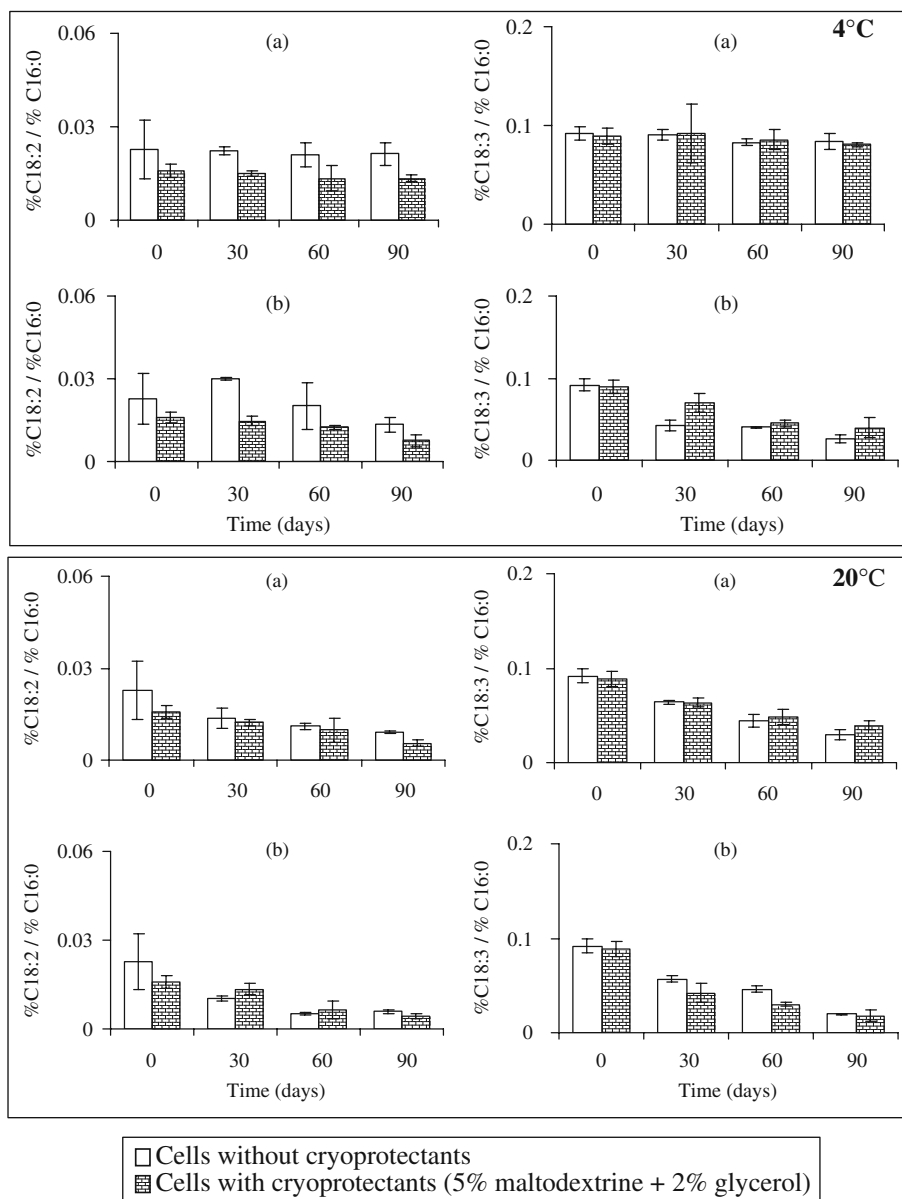 4°C
(a)
%C18:2 / % C16:0
0.06
0.03
0
0 30 60 90
(a)
%C18:3 / % C16:0
0.2
0.1
0
0 30 60 90
(b)
%C18:2 / %C16:0
0.06
0.03
0
0 30 60 90
Time (days)
(b)
%C18:3 / % C16:0
0.2
0.1
0
0 30 60 90
Time (days)
20°C
(a)
%C18:2 / % C16:0
0.06
0.03
0
0 30 60 90
(a)
%C18:3 / % C16:0
0.2
0.1
0
0 30 60 90
(b)
%C18:2 / % C16:0
0.06
0.03
0
0 30 60 90
Time (days)
(b)
%C18:3 / % C16:0
0.2
0.1
0
0 30 60 90
Time (days)
Cells without cryoprotectants
Cells with cryoprotectants (5% maltodextrine + 2% glycerol)